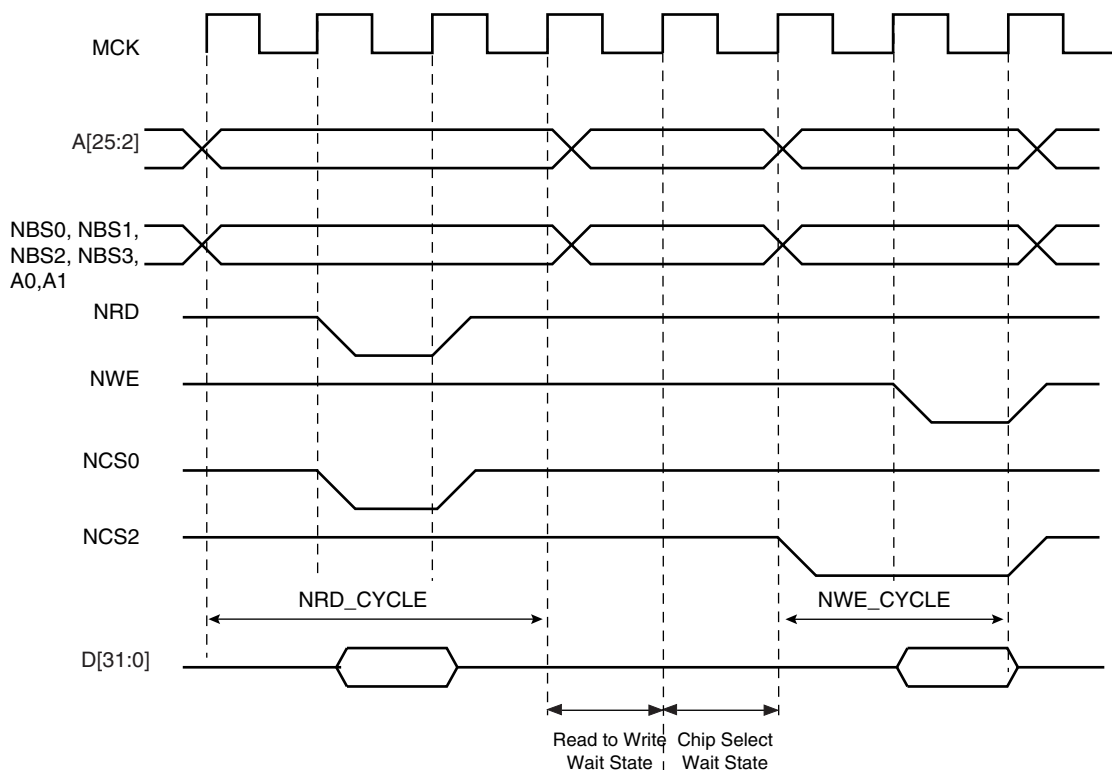 MCK
A[25:2]
NBS0, NBS1,
NBS2, NBS3,
A0,A1
NRD
NWE
NCS0
NCS2
NRD_CYCLE
NWE_CYCLE
D[31:0]
Read to Write
Wait State
Chip Select
Wait State